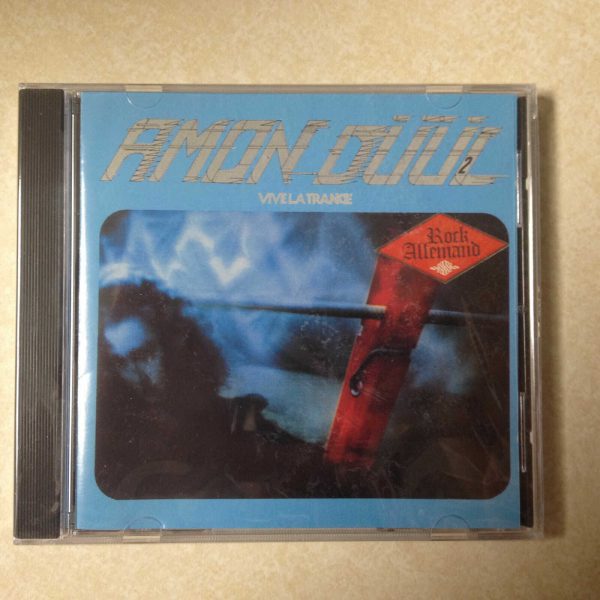 AMON DÜÜL
2
VIVE LA TRANCE
Rock
Allemand